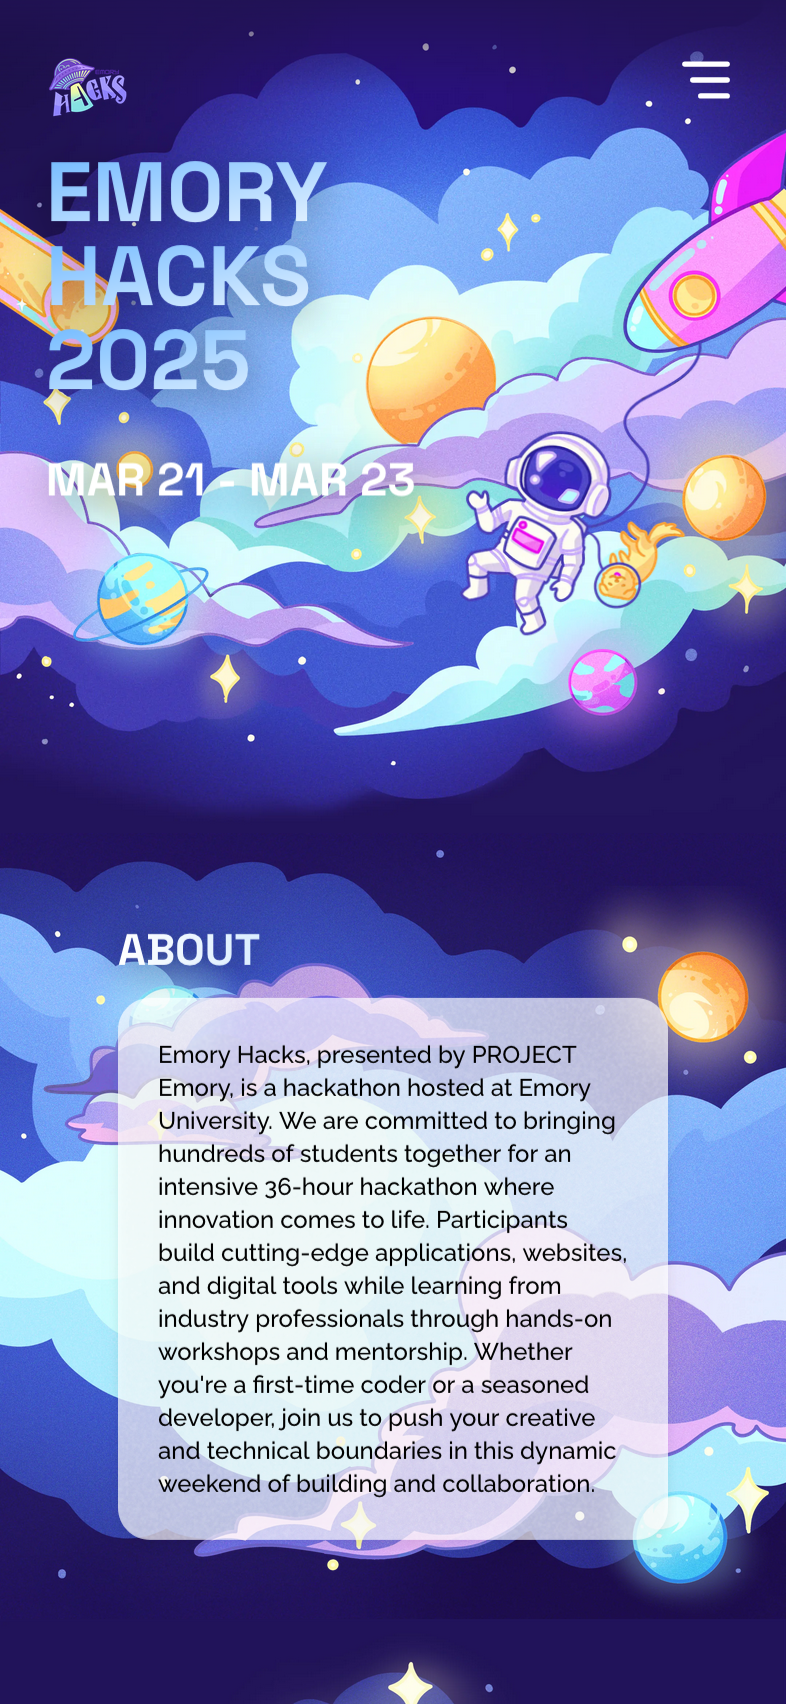 HACKS
EMORY
HACKS
2025
MAR 21 - MAR 23
ABOUT
Emory Hacks, presented by PROJECT
Emory, is a hackathon hosted at Emory
University. We are committed to bringing
hundreds of students together for an
intensive 36-hour hackathon where
innovation comes to life. Participants
build cutting-edge applications, websites,
and digital tools while learning from
industry professionals through hands-on
workshops and mentorship. Whether
you're a first-time coder or a seasoned
developer, join us to push your creative
and technical boundaries in this dynamic
weekend of building and collaboration.